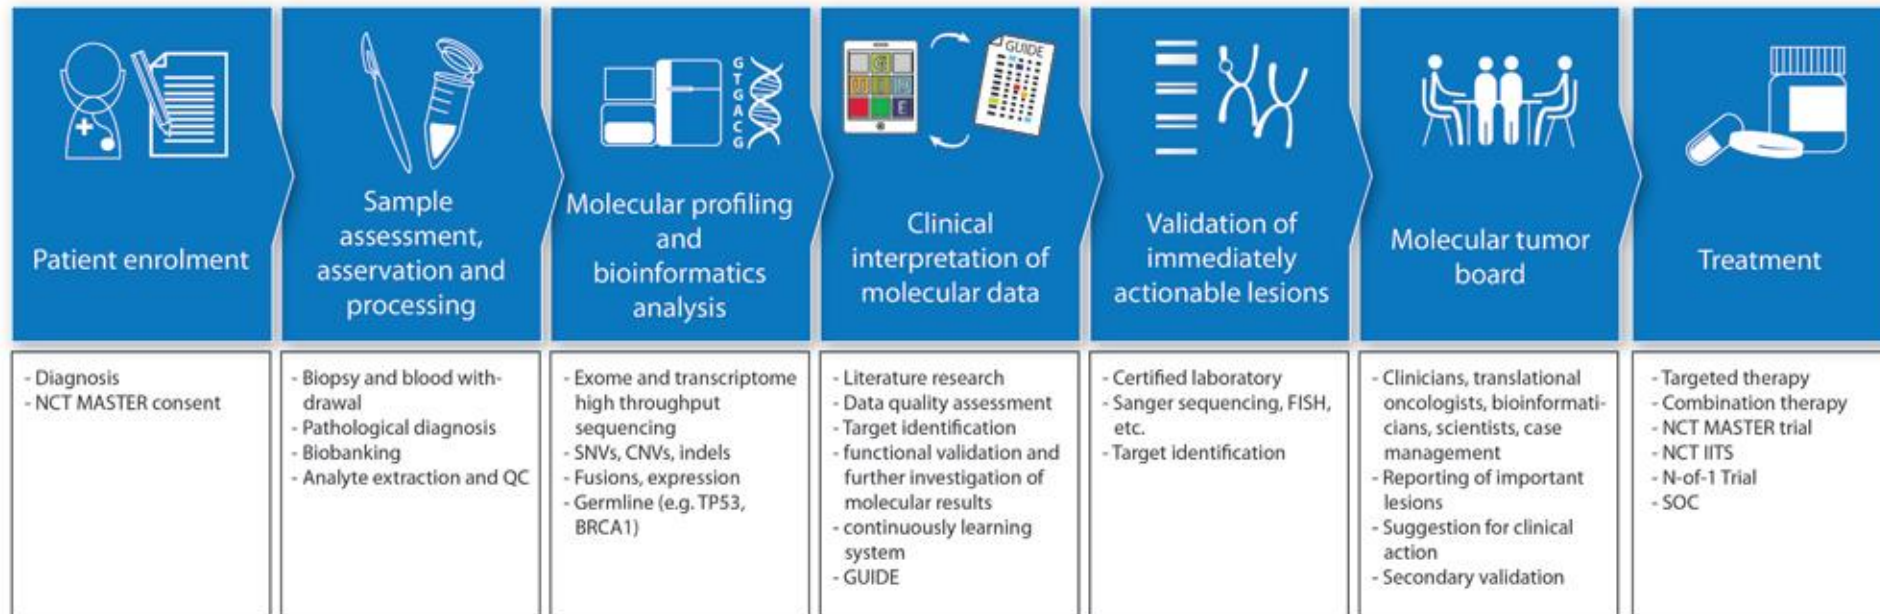 Patient enrolment
Sample
assessment,
asservation and
processing
G
T
G
A
C
G
Molecular profiling
and
bioinformatics
analysis
G
U I D
E
GUIDE
Clinical
interpretation of
molecular data
Validation of
immediately
actionable lesions
Molecular tumor
board
Treatment
- Diagnosis
- NCT MASTER consent
- Biopsy and blood with-
drawal
- Pathological diagnosis
- Biobanking
- Analyte extraction and QC
- Exome and transcriptome
high throughput
sequencing
- SNVs, CNVs, indels
- Fusions, expression
- Germline (e.g. TP53,
BRCA1)
- Literature research
- Data quality assessment
- Target identification
- functional validation and
further investigation of
molecular results
- continuously learning
system
- GUIDE
- Certified laboratory
- Sanger sequencing, FISH,
etc.
- Target identification
- Clinicians, translational
oncologists, bioinformati-
cians, scientists, case
management
- Reporting of important
lesions
- Suggestion for clinical
action
- Secondary validation
- Targeted therapy
- Combination therapy
- NCT MASTER trial
- NCT IITS
- N-of-1 Trial
- SOC